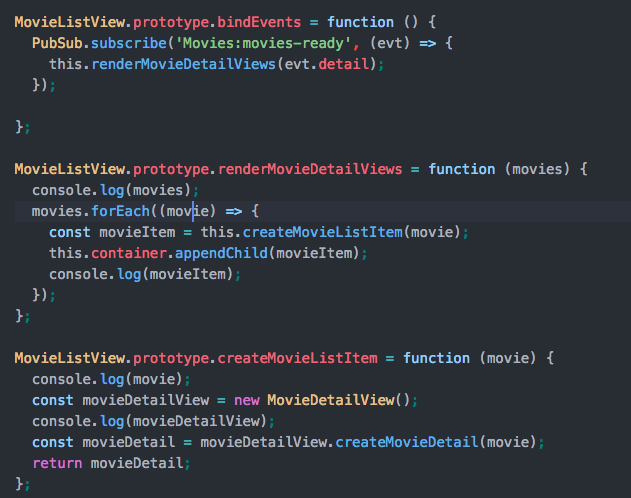 MovieListView.prototype.bindEvents = function () {
  PubSub.subscribe('Movies:movies-ready', (evt) => {
    this.renderMovieDetailViews(evt.detail);
  });

};

MovieListView.prototype.renderMovieDetailViews = function (movies) {
  console.log(movies);
  movies.forEach((movie) => {
    const movieItem = this.createMovieListItem(movie);
    this.container.appendChild(movieItem);
    console.log(movieItem);
  });
};

MovieListView.prototype.createMovieListItem = function (movie) {
  console.log(movie);
  const movieDetailView = new MovieDetailView();
  console.log(movieDetailView);
  const movieDetail = movieDetailView.createMovieDetail(movie);
  return movieDetail;
};